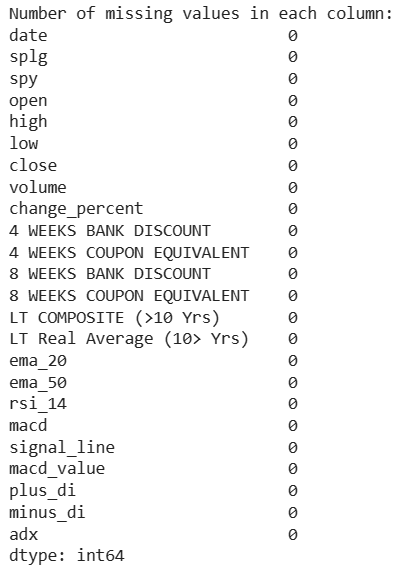 Number of missing values in each column:
date 0
splg 0
spy 0
open 0
high 0
low 0
close 0
volume 0
change_percent 0
4 WEEKS BANK DISCOUNT 0
4 WEEKS COUPON EQUIVALENT 0
8 WEEKS BANK DISCOUNT 0
8 WEEKS COUPON EQUIVALENT 0
LT COMPOSITE (>10 Yrs) 0
LT Real Average (10> Yrs) 0
ema_20 0
ema_50 0
rsi_14 0
macd 0
signal_line 0
macd_value 0
plus_di 0
minus_di 0
adx 0
dtype: int64